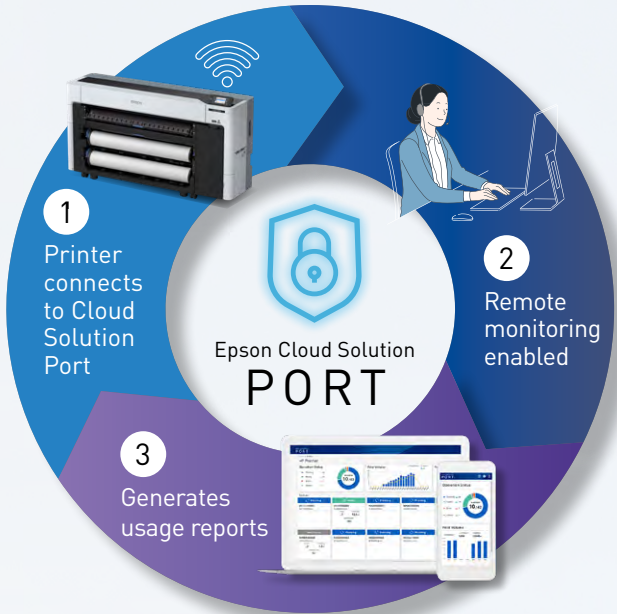 1
Printer
connects
to Cloud
Solution
Port
2
Remote
monitoring
enabled
Epson Cloud Solution
PORT
3
Generates
usage reports
PORT